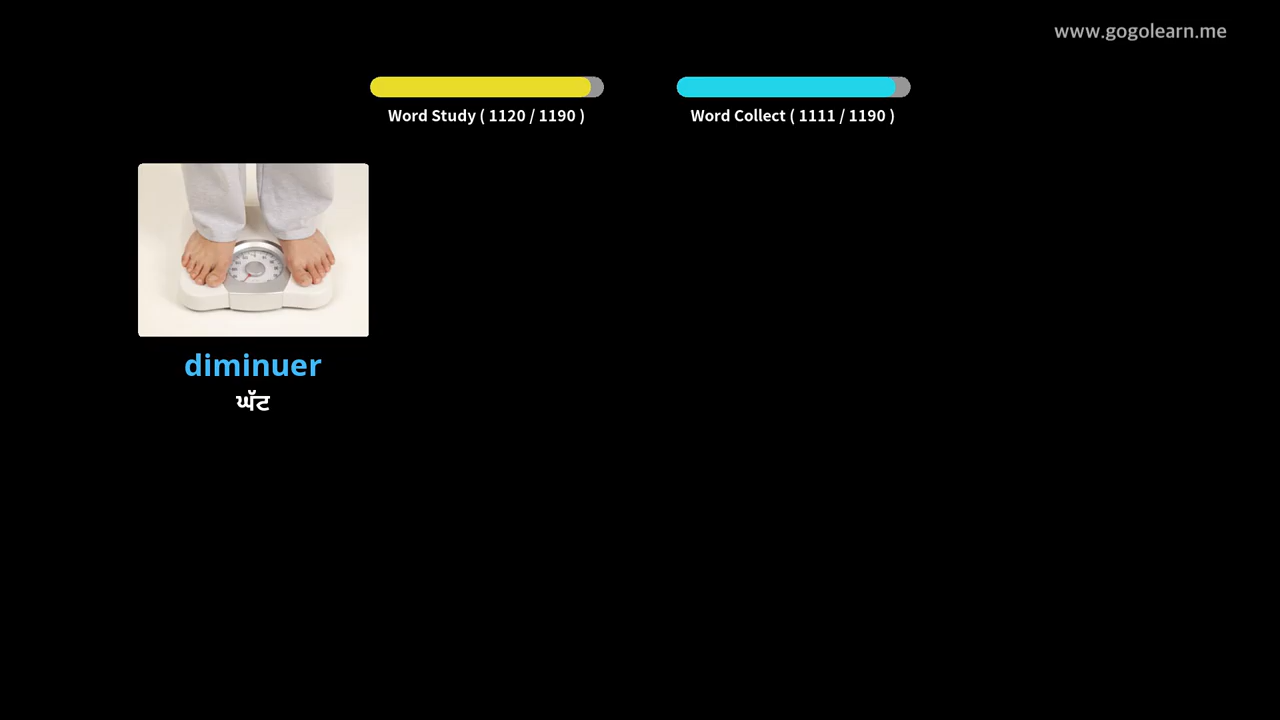 www.gogolearn.me
Word Study ( 1120 / 1190 )
Word Collect ( 1111 / 1190 )
diminuer
ਘੱਟ